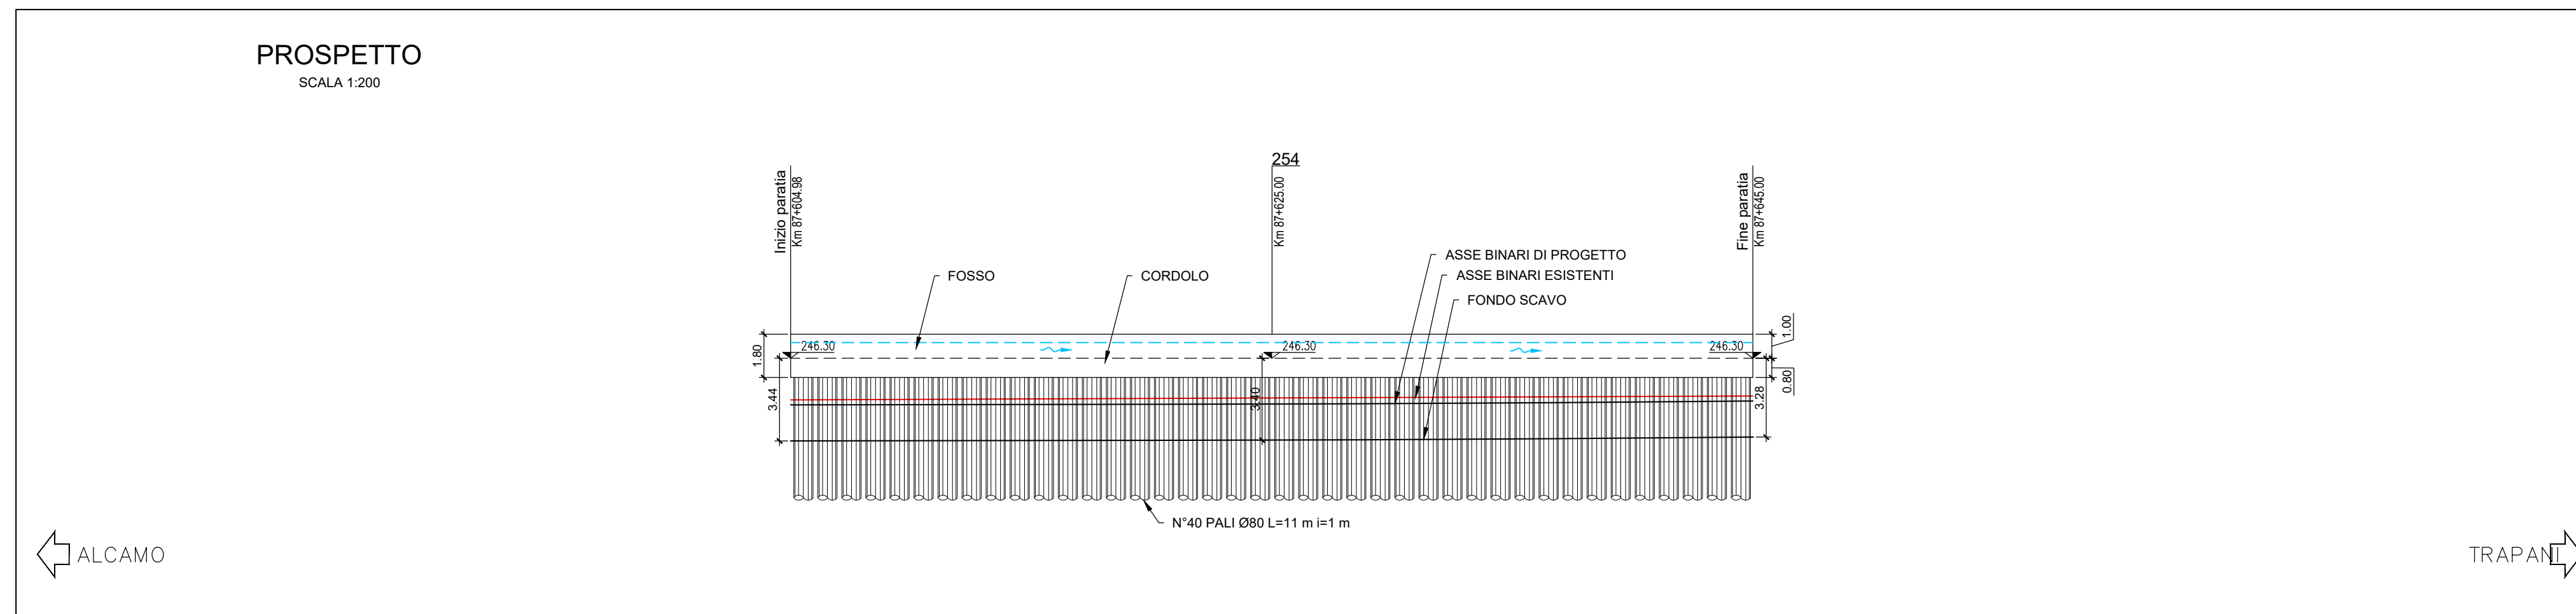 PROSPETTO
SCALA 1:200
254
Inizio paratia
Km 87+604.98
Km 87+625.00
Fine paratia
Km 87+645.00
ASSE BINARI DI PROGETTO
FOSSO
CORDOLO
ASSE BINARI ESISTENTI
FONDO SCAVO
1.80
246.30
246.30
246.30
1.00
3.44
3.40
3.28
0.80
N°40 PALI Ø80 L=11 m i=1 m
ALCAMO
TRAPANI